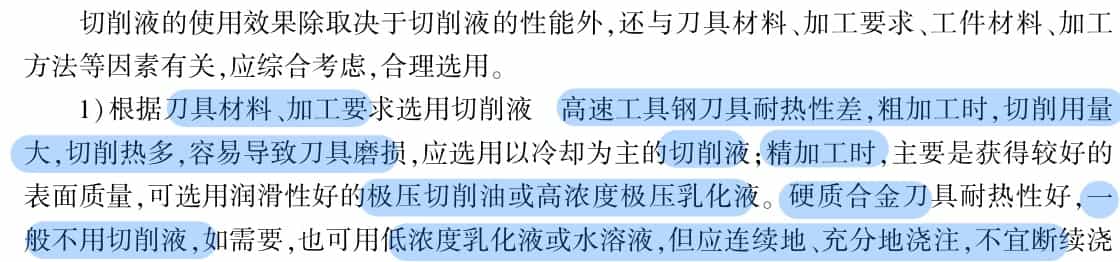 切削液的使用效果除取决于切削液的性能外,还与刀具材料、加工要求、工件材料、加工
方法等因素有关,应综合考虑,合理选用。
1)根据刀具材料、加工要求选用切削液 高速工具钢刀具耐热性差,粗加工时,切削用量
大,切削热多,容易导致刀具磨损,应选用以冷却为主的切削液;精加工时,主要是获得较好的
表面质量,可选用润滑性好的极压切削油或高浓度极压乳化液。硬质合金刀具耐热性好,一
般不用切削液,如需要,也可用低浓度乳化液或水溶液,但应连续地、充分地浇注,不宜断续浇